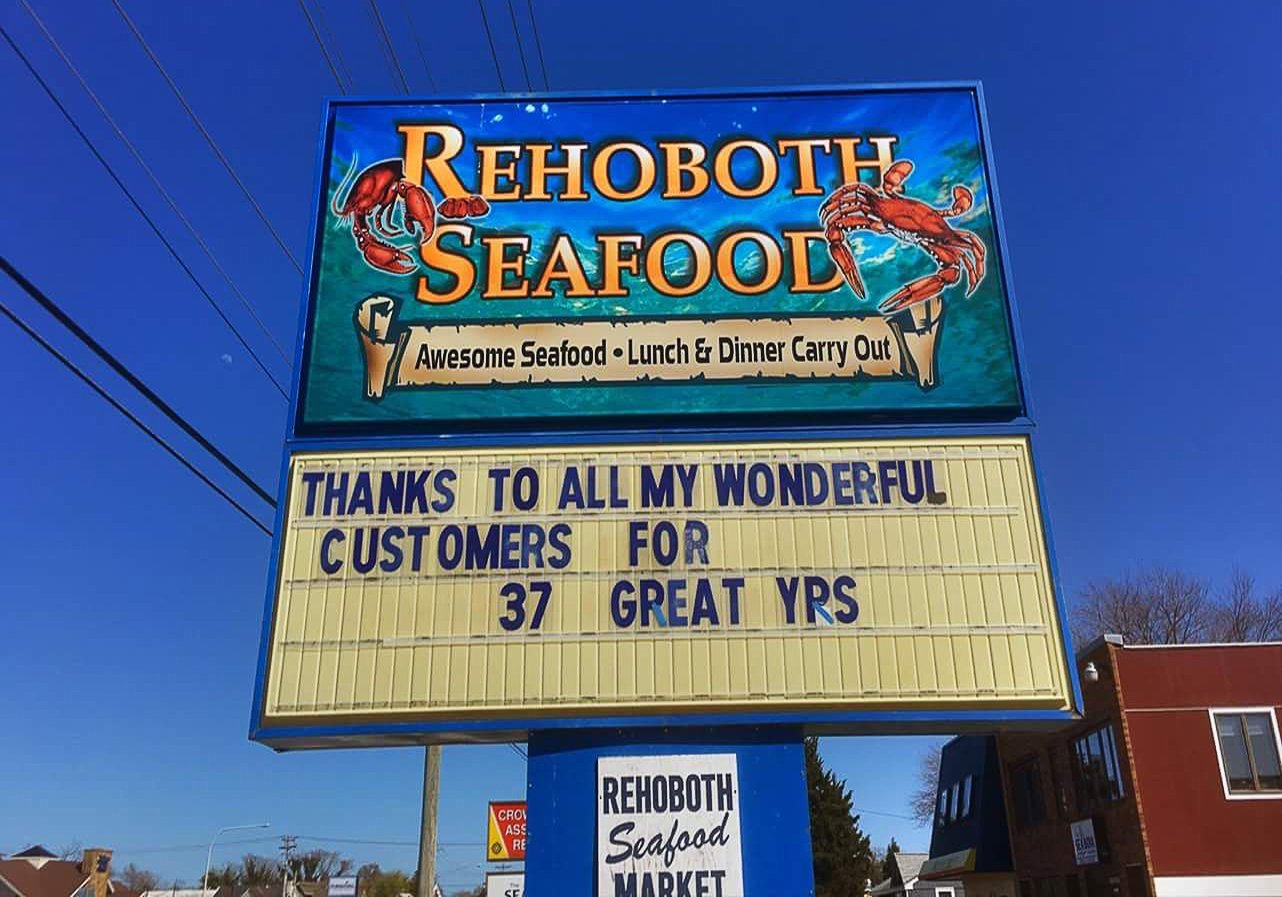 REHOBOTH
SEAFOOD
Awesome Seafood • Lunch & Dinner Carry Out
THANKS TO ALL MY WONDERFUL
CUSTOMERS FOR
37 GREAT YRS
REHOBOTH
Seafood
MARKET